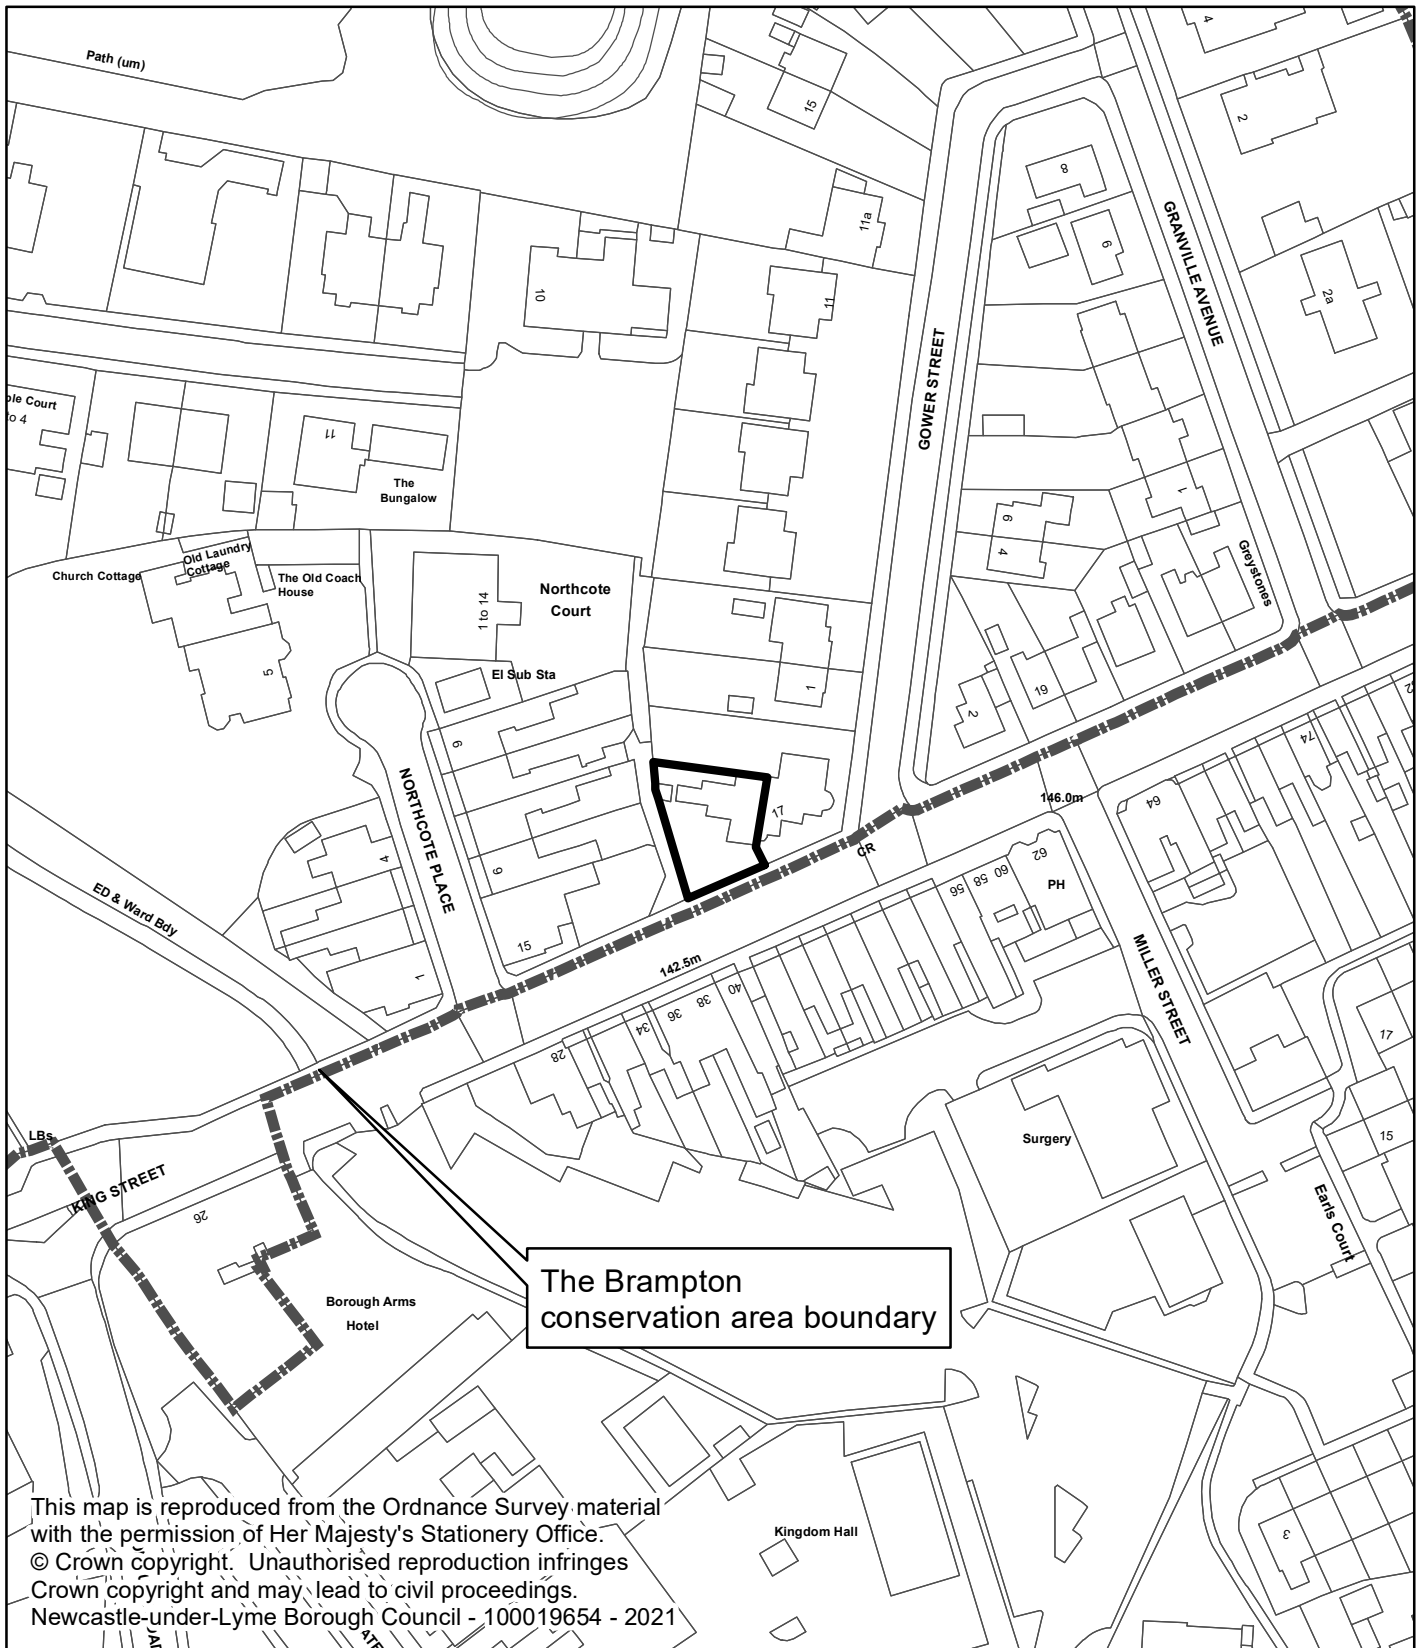 Path (um)
15
4
2
8
GRANVILLE AVENUE
11a
6
10
11
2a
GOWER STREET
ple Court
to 4
11
The
Bungalow
1
6
4
Greystones
Old Laundry
Cottage
Church Cottage
The Old Coach
House
Northcote
Court
1 to 14
5
El Sub Sta
1
19
2
9
74
NORTHCOTE PLACE
17
146.0m
64
CR
4
9
62
60
58
56
PH
ED & Ward Bdy
15
1
142.5m
MILLER STREET
40
38
36
34
28
17
LBs
Surgery
15
KING STREET
26
Earls Court
The Brampton
conservation area boundary
Borough Arms
Hotel
Kingdom Hall
3
This map is reproduced from the Ordnance Survey material
with the permission of Her Majesty's Stationery Office.
© Crown copyright.  Unauthorised reproduction infringes
Crown copyright and may lead to civil proceedings.
Newcastle-under-Lyme Borough Council - 100019654 - 2021